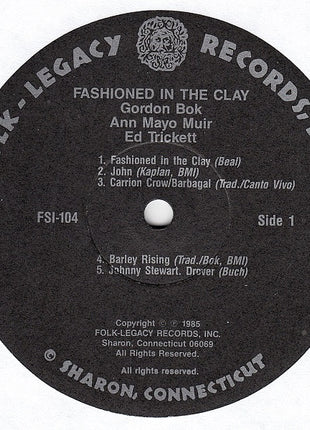 FOLK-LEGACY RECORDS, I
FASHIONED IN THE CLAY
Gordon Bok
Ann Mayo Muir
Ed Trickett
1. Fashioned in the Clay (Beal)
2. John (Kaplan, BMI)
3. Carrion Crow/Barbagal (Trad./Canto Vivo)
FSI-104
Side 1
4. Barley Rising (Trad./Bok, BMI)
5. Johnny Stewart. Drover (Buch)
Copyright © ℗ 1985
FOLK-LEGACY RECORDS, INC.
Sharon, Connecticut 06069
All Rights Reserved.
All rights reserved.
© SHARON, CONNECTICUT